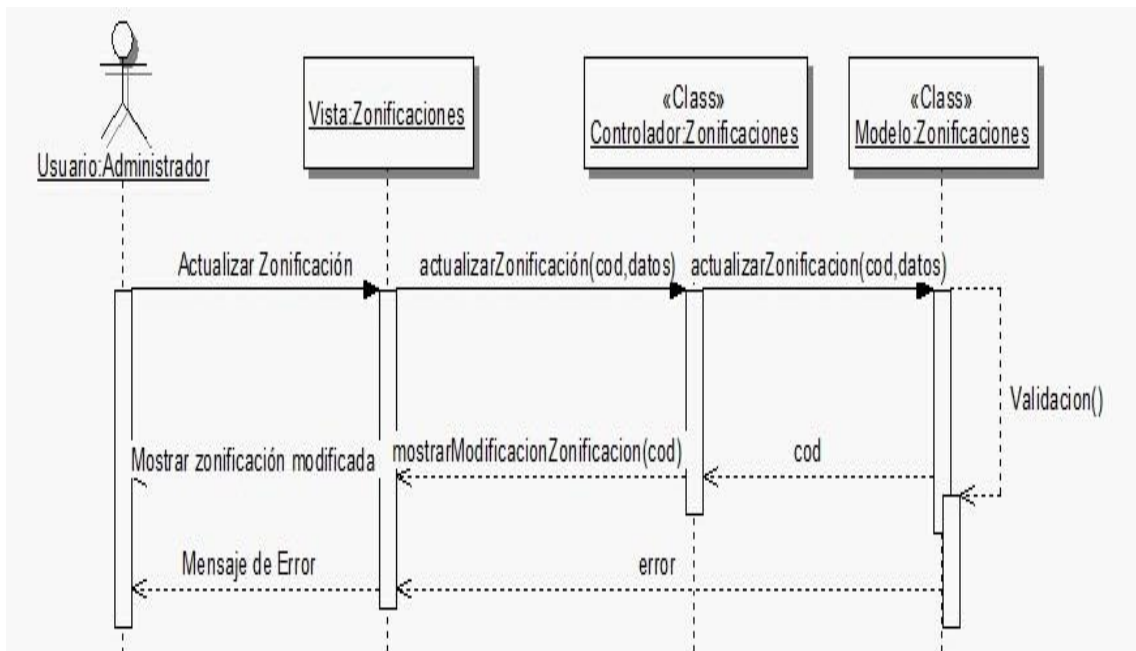 Usuario:Administrador
Vista:Zonificaciones
«Class»
Controlador:Zonificaciones
«Class»
Modelo:Zonificaciones
Actualizar Zonificación
actualizarZonificación(cod,datos)
actualizarZonificacion(cod,datos)
Validacion()
Mostrar zonificación modificada
mostrarModificacionZonificacion(cod)
cod
Mensaje de Error
error